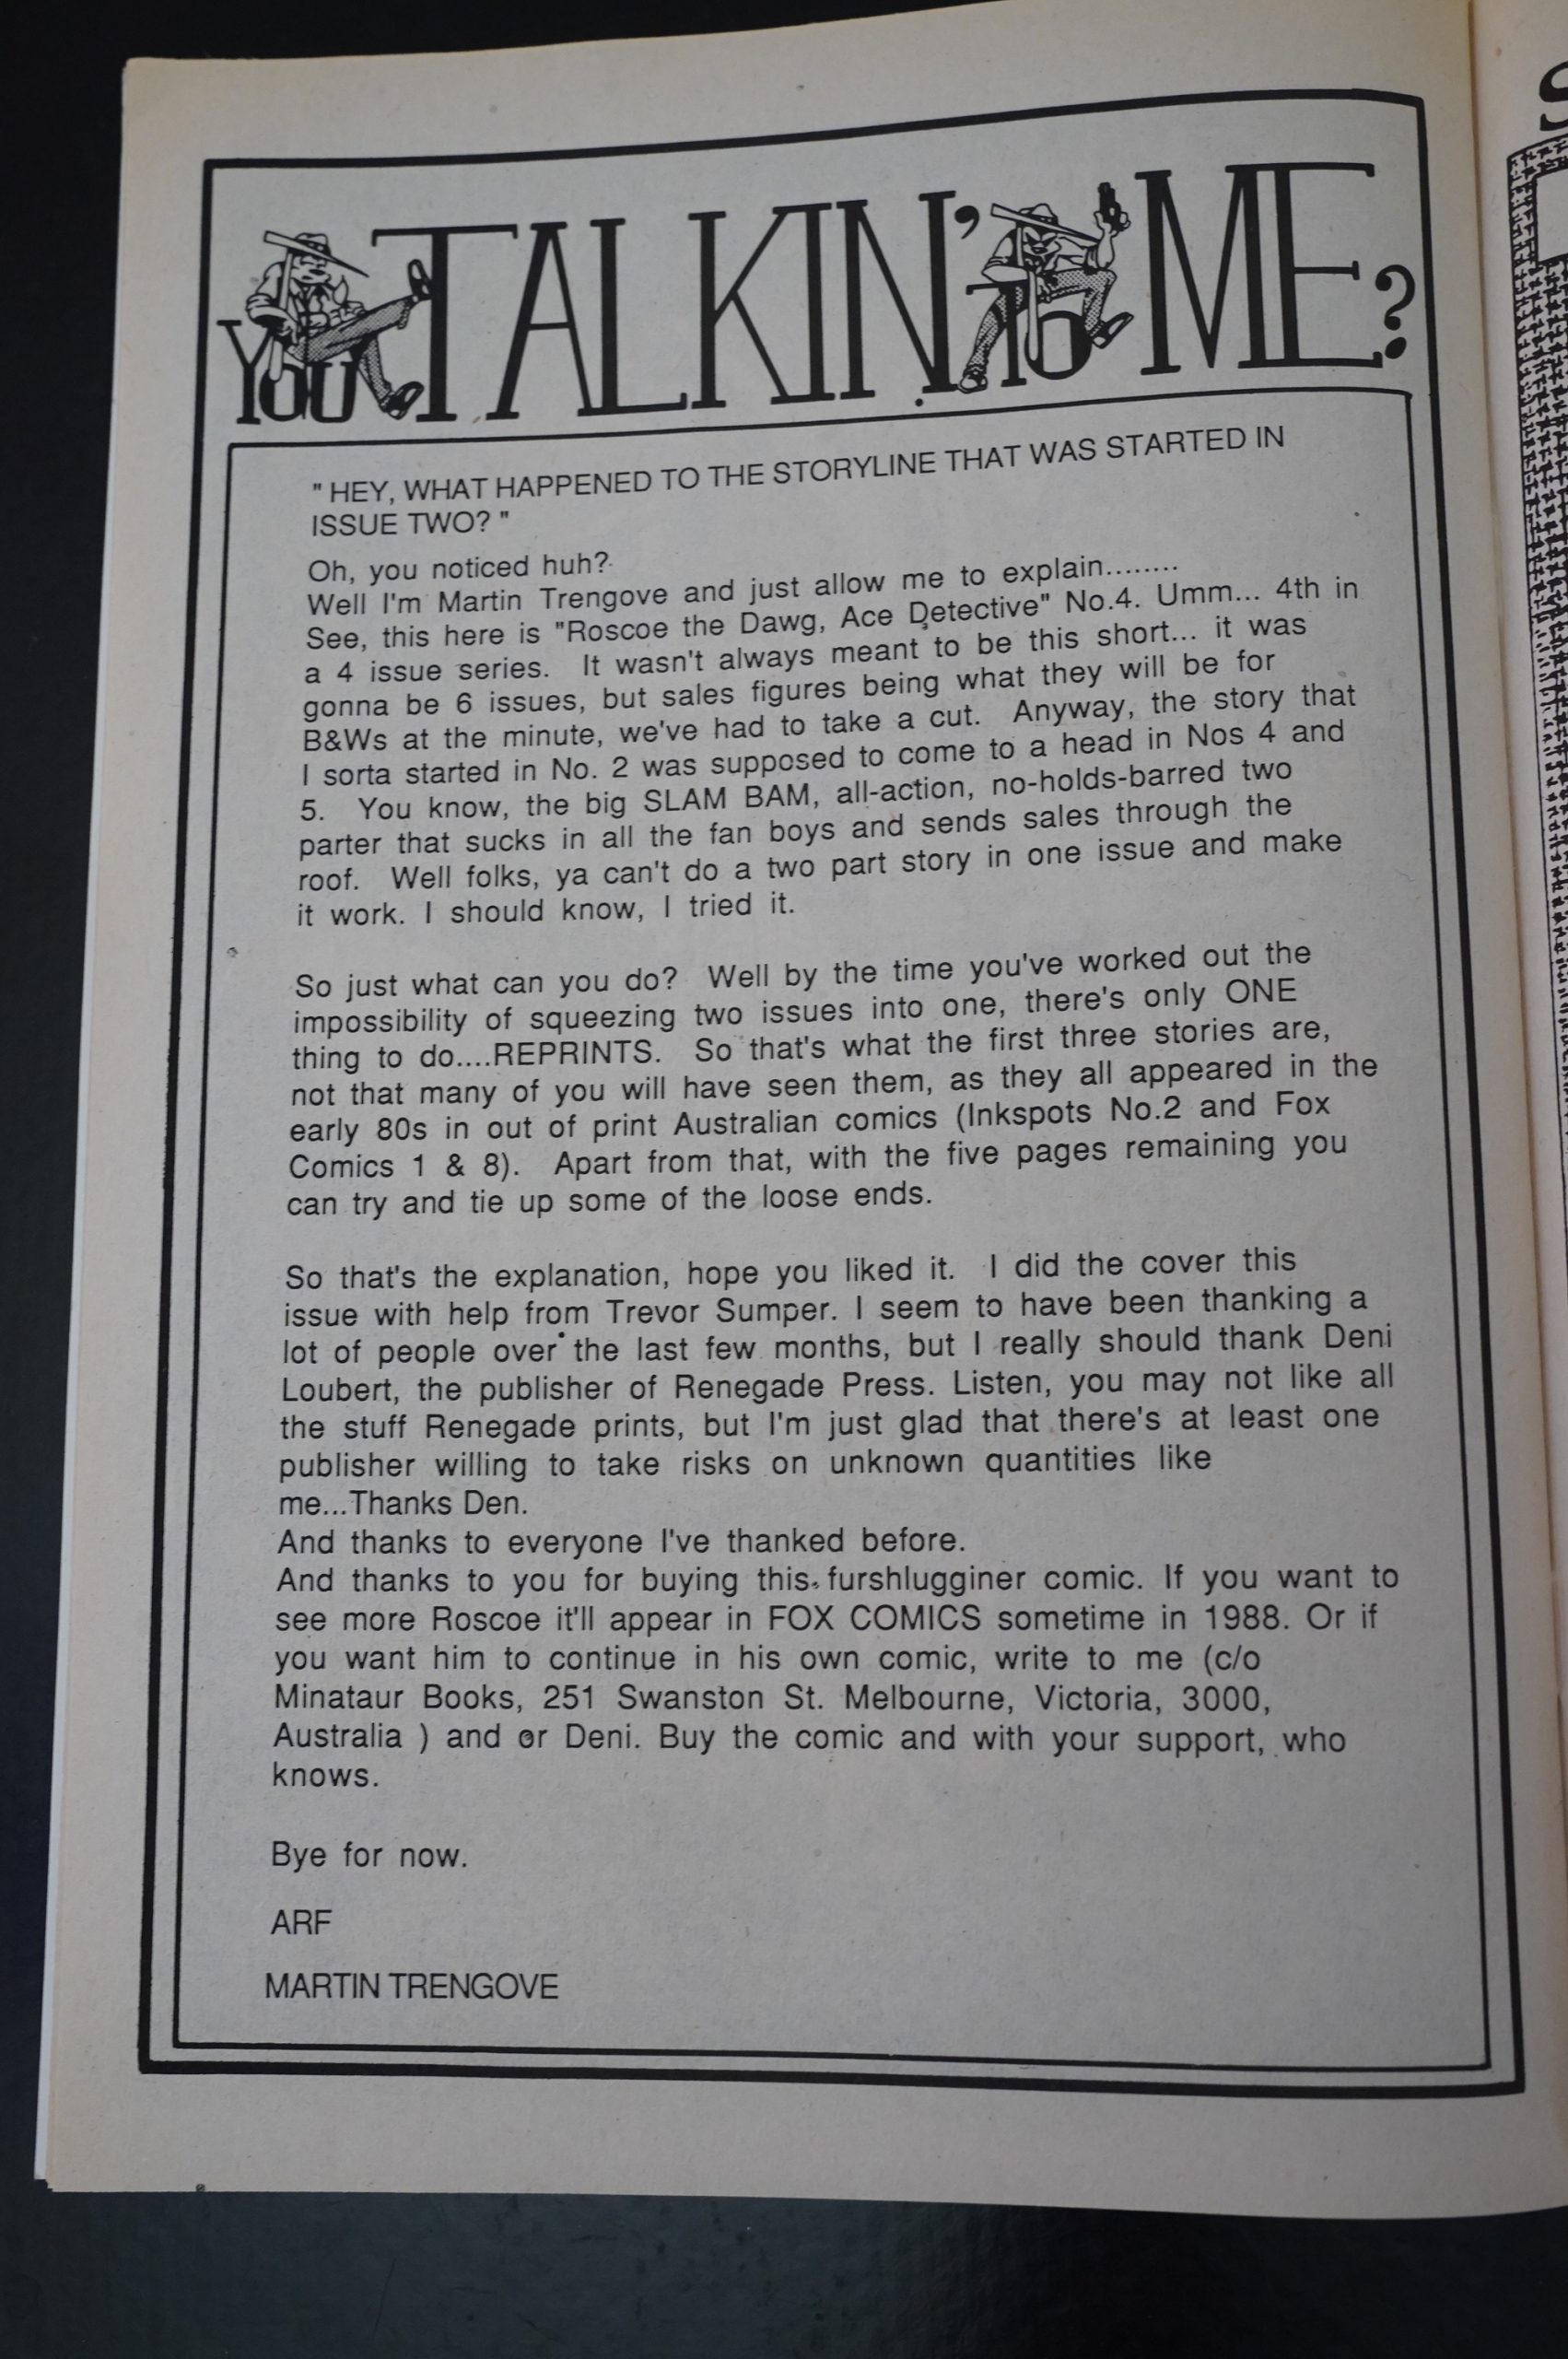 YOU TALKIN' TO ME?
" HEY, WHAT HAPPENED TO THE STORYLINE THAT WAS STARTED IN
ISSUE TWO? "
Oh, you noticed huh?
Well I'm Martin Trengove and just allow me to explain........
See, this here is "Roscoe the Dawg, Ace Detective" No.4. Umm... 4th in
a 4 issue series. It wasn't always meant to be this short... it was
gonna be 6 issues, but sales figures being what they will be for
B&Ws at the minute, we've had to take a cut. Anyway, the story that
I sorta started in No. 2 was supposed to come to a head in Nos 4 and
5. You know, the big SLAM BAM, all-action, no-holds-barred two
parter that sucks in all the fan boys and sends sales through the
roof. Well folks, ya can't do a two part story in one issue and make
it work. I should know, I tried it.
So just what can you do? Well by the time you've worked out the
impossibility of squeezing two issues into one, there's only ONE
thing to do....REPRINTS. So that's what the first three stories are,
not that many of you will have seen them, as they all appeared in the
early 80s in out of print Australian comics (Inkspots No.2 and Fox
Comics 1 & 8). Apart from that, with the five pages remaining you
can try and tie up some of the loose ends.
So that's the explanation, hope you liked it. I did the cover this
issue with help from Trevor Sumper. I seem to have been thanking a
lot of people over the last few months, but I really should thank Deni
Loubert, the publisher of Renegade Press. Listen, you may not like all
the stuff Renegade prints, but I'm just glad that there's at least one
publisher willing to take risks on unknown quantities like
me...Thanks Den.
And thanks to everyone I've thanked before.
And thanks to you for buying this furshlugginer comic. If you want to
see more Roscoe it'll appear in FOX COMICS sometime in 1988. Or if
you want him to continue in his own comic, write to me (c/o
Minataur Books, 251 Swanston St. Melbourne, Victoria, 3000,
Australia ) and or Deni. Buy the comic and with your support, who
knows.
Bye for now.
ARF
MARTIN TRENGOVE